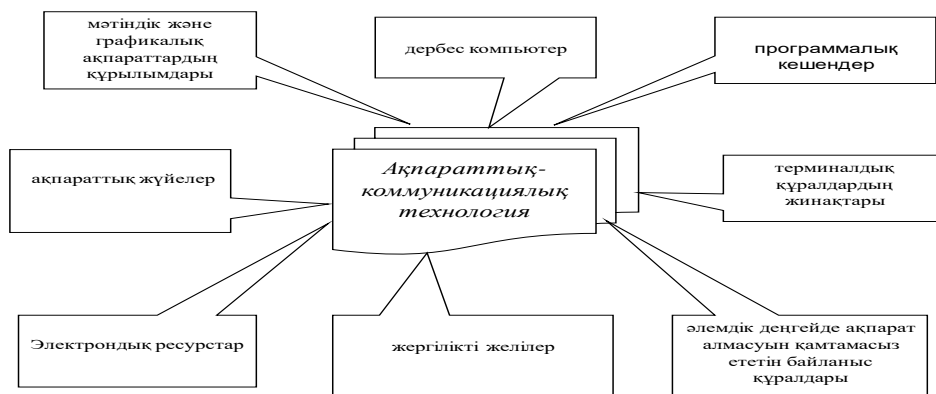 мәтіндік және
графикалық
ақпараттардың
құрылымдары
дербес компьютер
программалық
кешендер
ақпараттық жүйелер
Ақпараттық-
коммуникациялық
технология
терминалдық
құралдардың
жинақтары
Электрондық ресурстар
жергілікті желілер
әлемдік деңгейде ақпарат
алмасуын қамтамасыз
ететін байланыс
құралдары